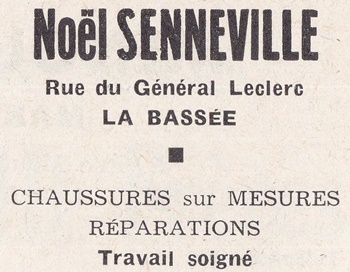 Noël SENNEVILLE
Rue du Général Leclerc
LA BASSÉE
CHAUSSURES sur MESURES
RÉPARATIONS
Travail soigné